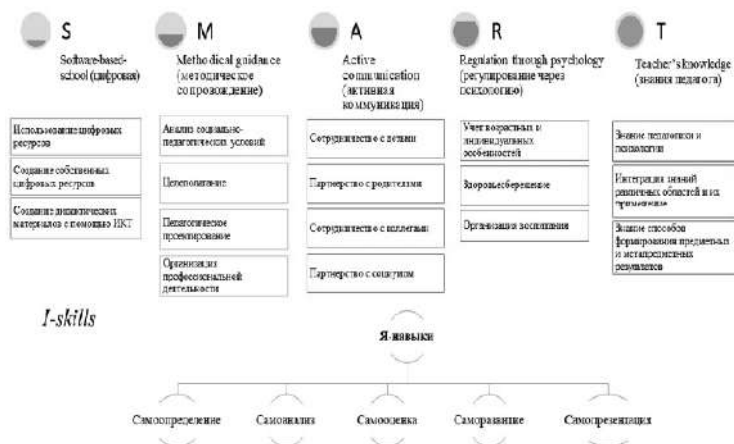 S
Software-based-
school (цифровая)
Использование цифровых
ресурсов
Создание собственных
цифровых ресурсов
Создание дидактических
материалов с помощью ИКТ
M
Methodical guidance
(методическое
сопровождение)
Анализ социально-
педагогических условий
Целеполагание
Педагогическое
проектирование
Организация
профессиональной
деятельности
A
Active
communication
(активная
коммуникация)
Сотрудничество с детьми
Партнерство с родителями
Сотрудничество с коллегами
Партнерство с социумом
R
Regulation through psychology
(регулирование через
психологию)
Учет возрастных и
индивидуальных
особенностей
Здоровьесбережение
Организация воспитания
T
Teacher's knowledge
(знания педагога)
Знание педагогики и
психологии
Интеграция знаний
различных областей и их
применение
Знание способов
формирования предметных
и метапредметных
результатов
I-skills
Я-навыки
Самоопределение
Самоанализ
Самооценка
Саморазвитие
Самопрезентация